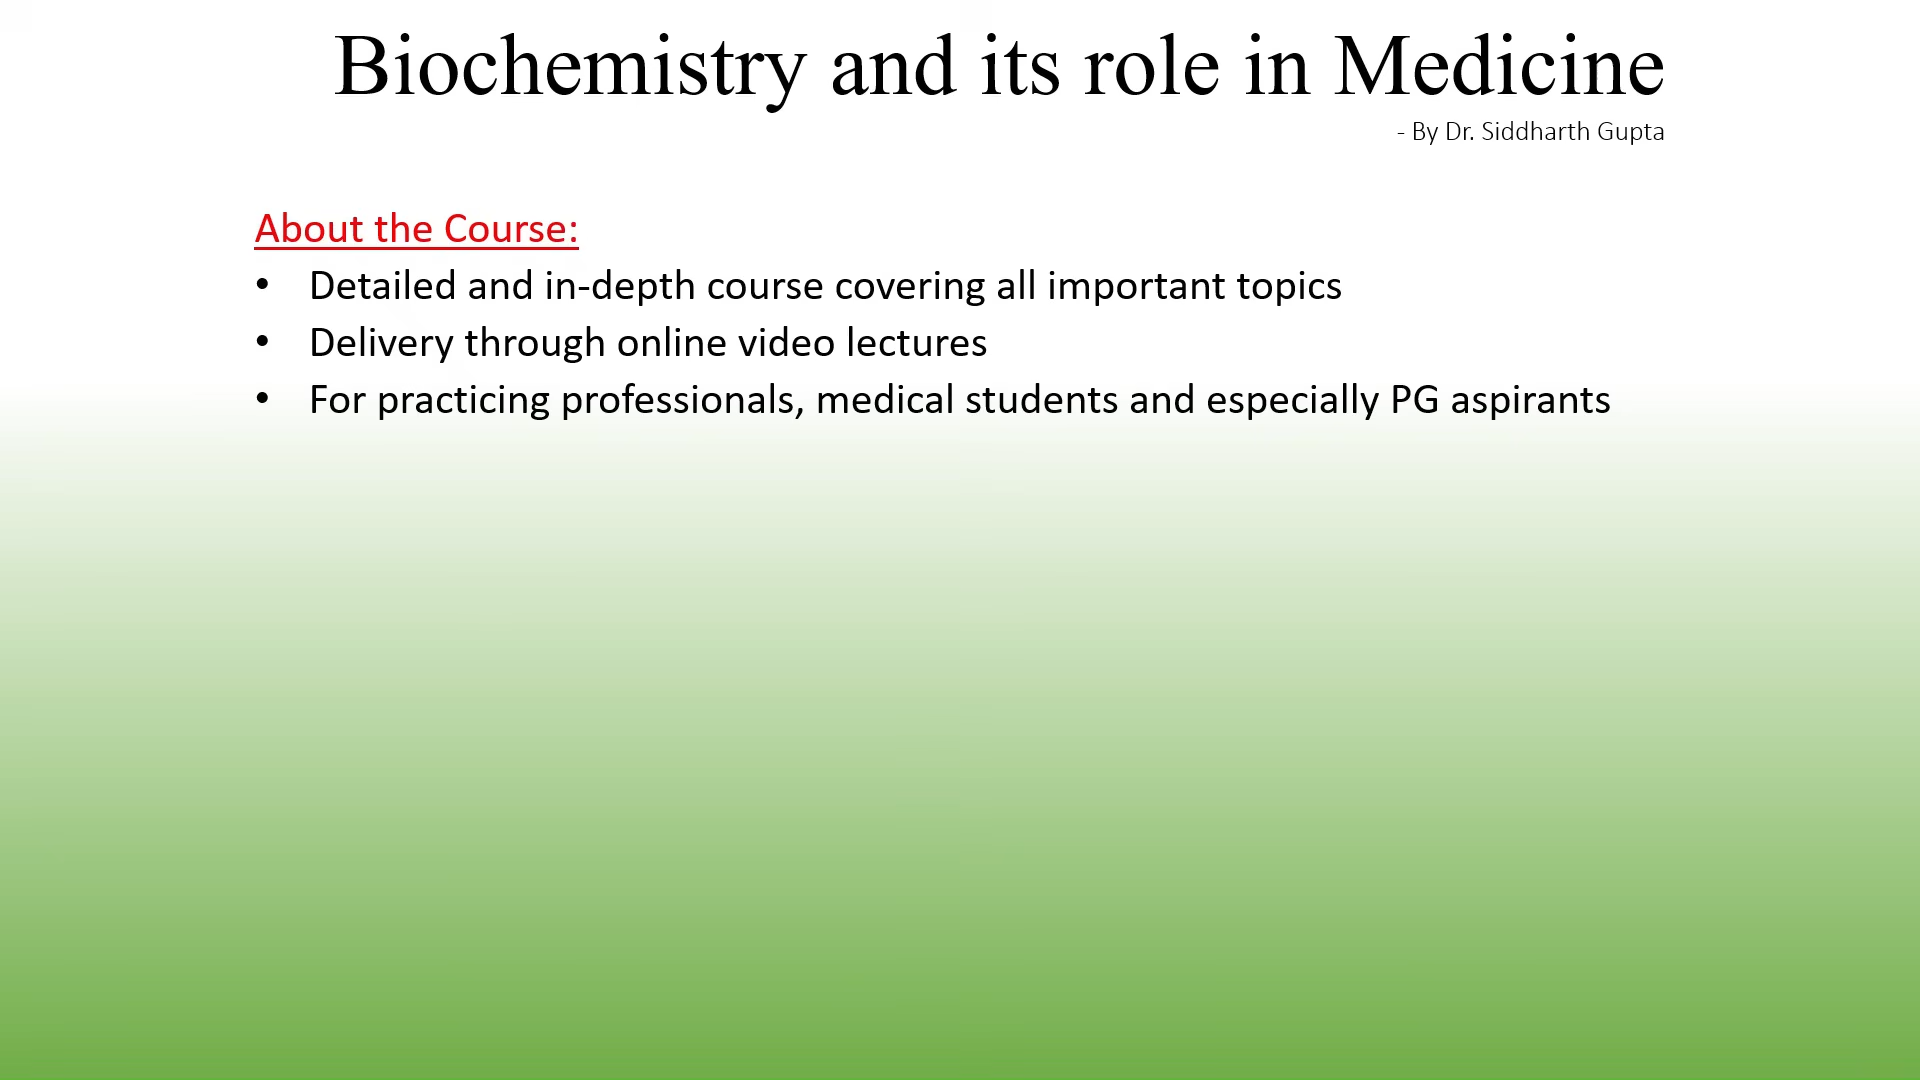 Biochemistry and its role in Medicine
- By Dr. Siddharth Gupta
About the Course:
• Detailed and in-depth course covering all important topics
• Delivery through online video lectures
• For practicing professionals, medical students and especially PG aspirants